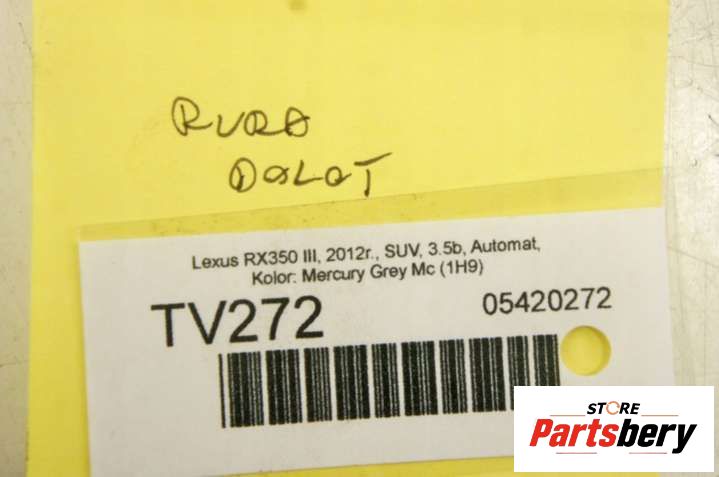 RURA
DOLOT
Lexus RX350 III, 2012r., SUV, 3.5b, Automat,
Kolor: Mercury Grey Mc (1H9)
TV272
05420272
STORE
Partsbery